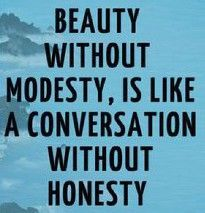 BEAUTY
WITHOUT
MODESTY, IS LIKE
A CONVERSATION
WITHOUT
HONESTY